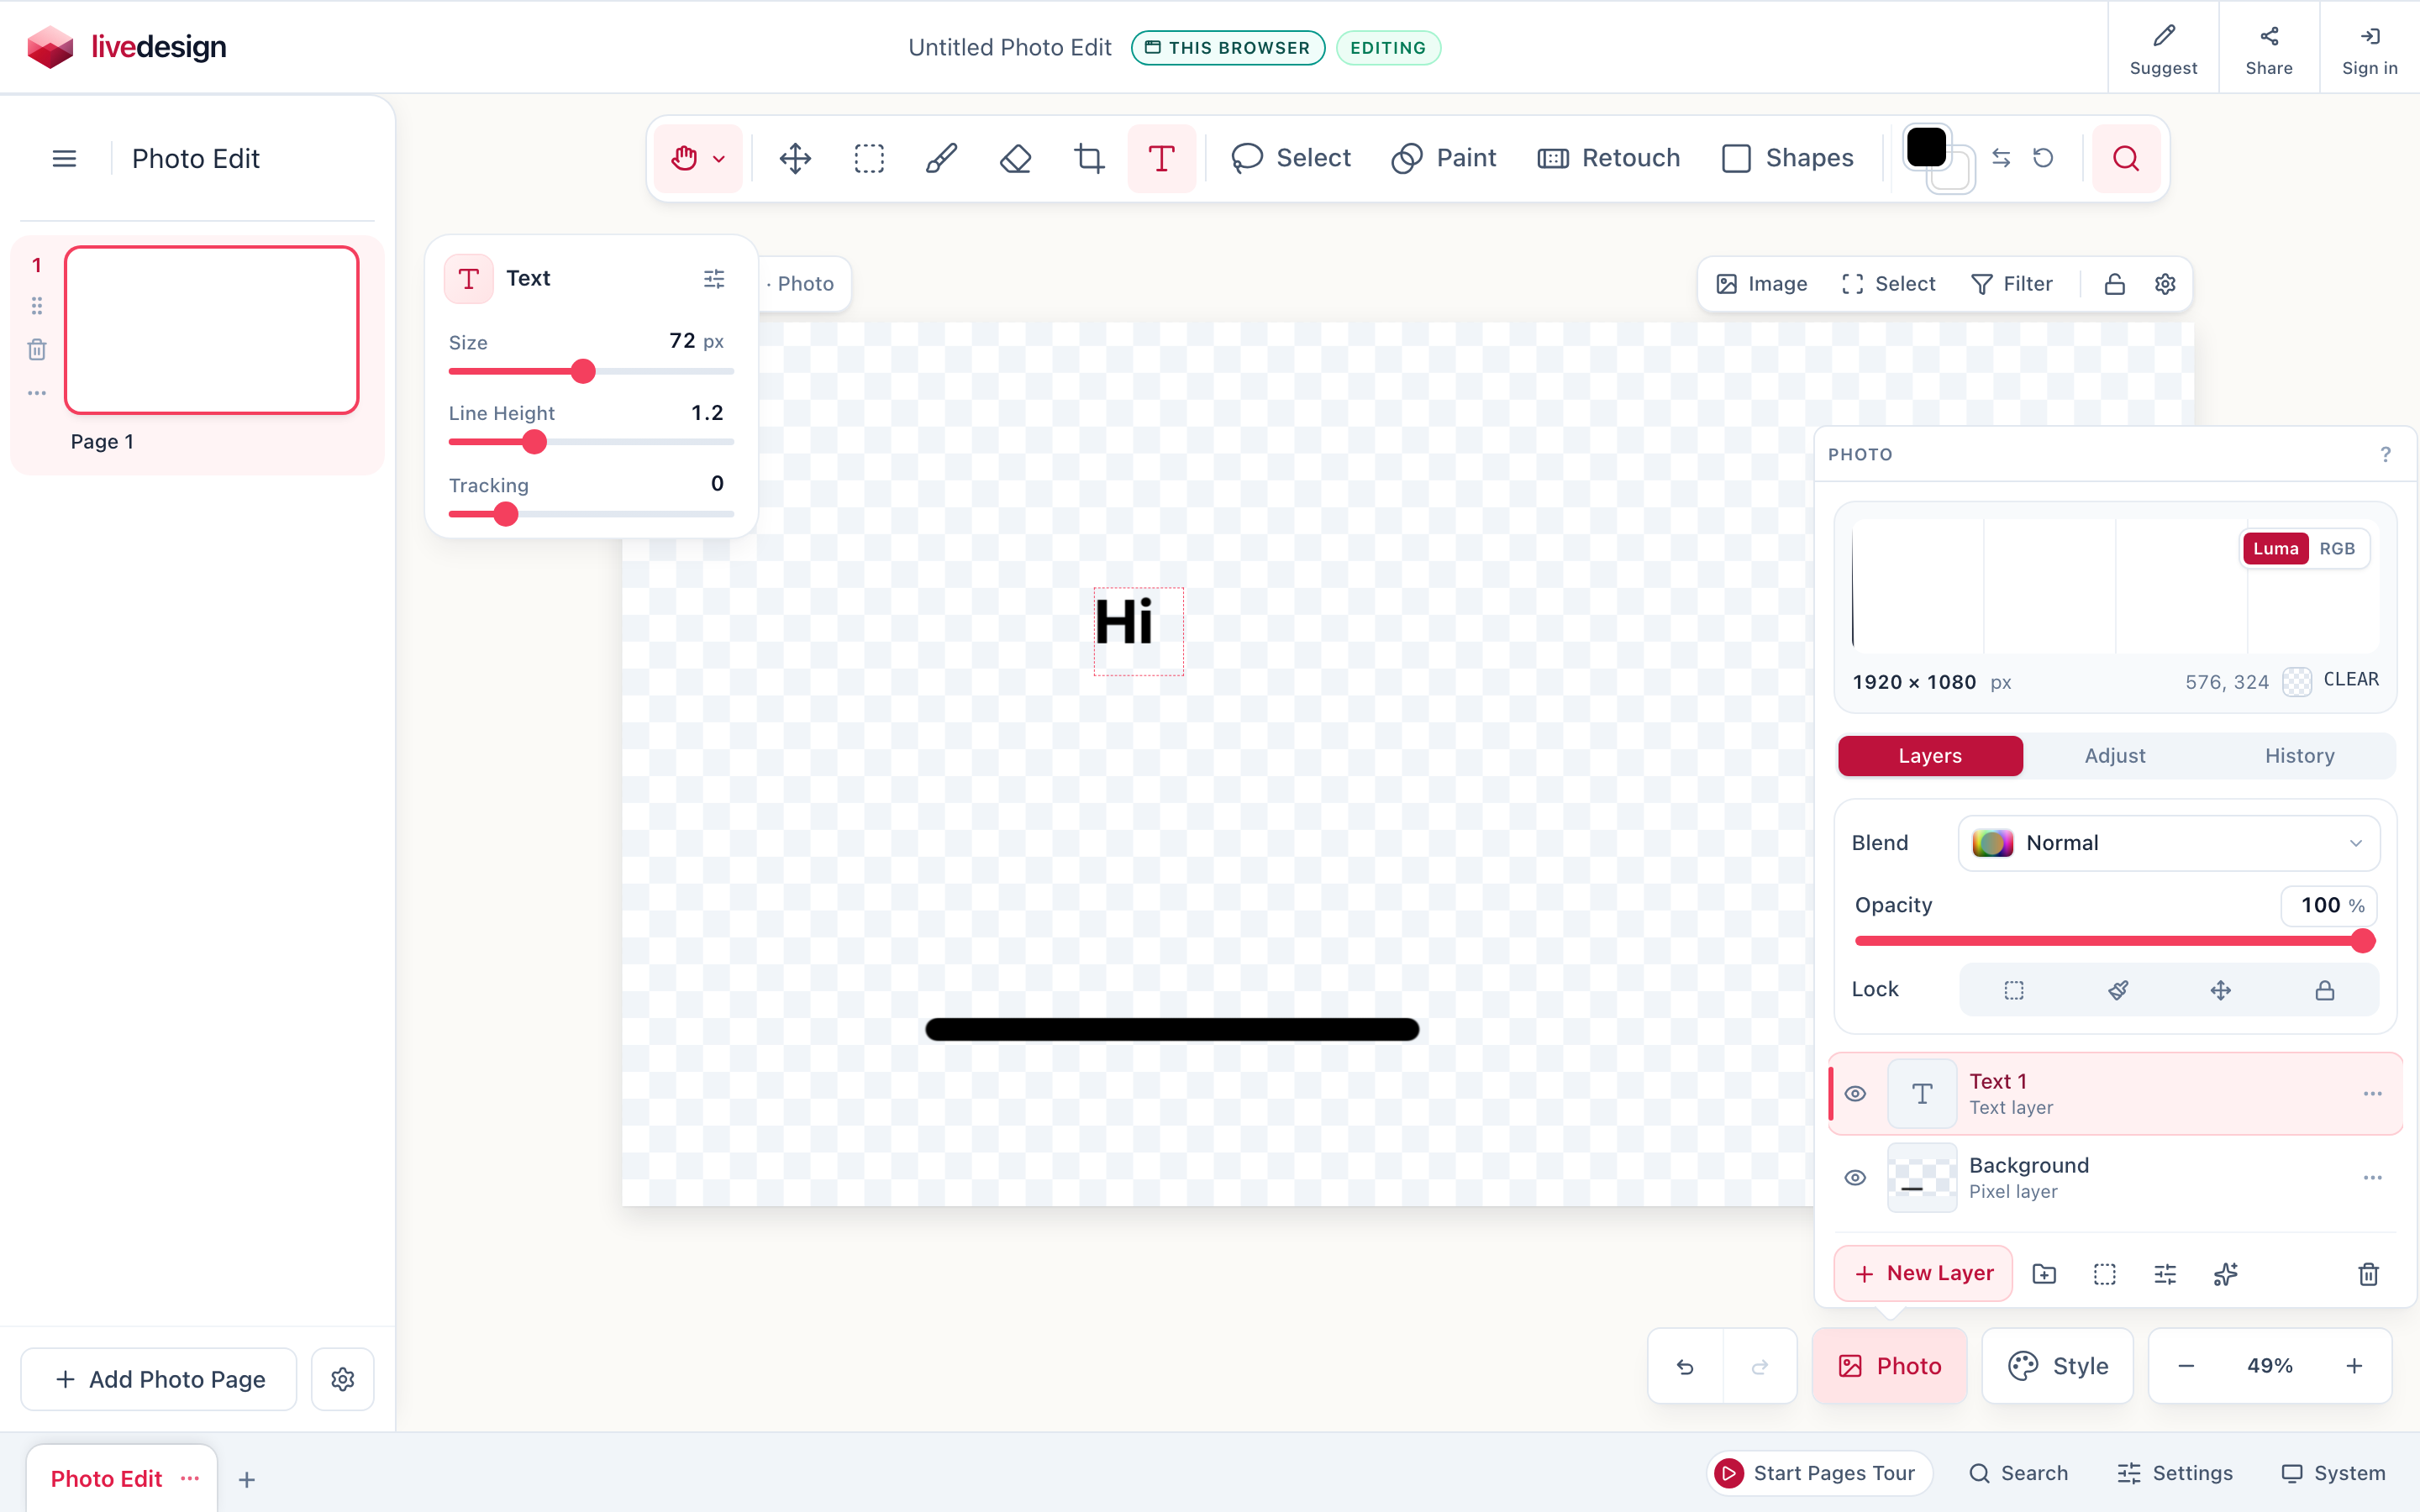 livedesign
Untitled Photo Edit
THIS BROWSER
EDITING
Suggest
Share
Sign in
Photo Edit
Select
Paint
Retouch
Shapes
1
Page 1
Text
Size
72 px
Line Height
1.2
Tracking
0
· Photo
Image
Select
Filter
Hi
PHOTO
?
Luma
RGB
1920 × 1080 px
576, 324
CLEAR
Layers
Adjust
History
Blend
Normal
Opacity
100 %
Lock
Text 1
Text layer
Background
Pixel layer
New Layer
Add Photo Page
Photo
Style
49%
Photo Edit
Start Pages Tour
Search
Settings
System